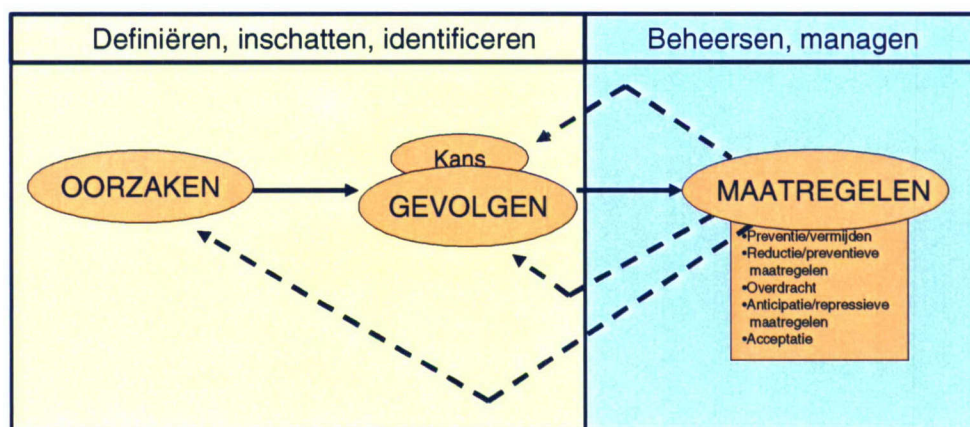 Definiëren, inschatten, identificeren
Beheersen, managen
OORZAKEN
Kans
GEVOLGEN
MAATREGELEN
•Preventie/vermijden
•Reductie/preventieve
maatregelen
•Overdracht
•Anticipatie/repressieve
maatregelen
•Acceptatie